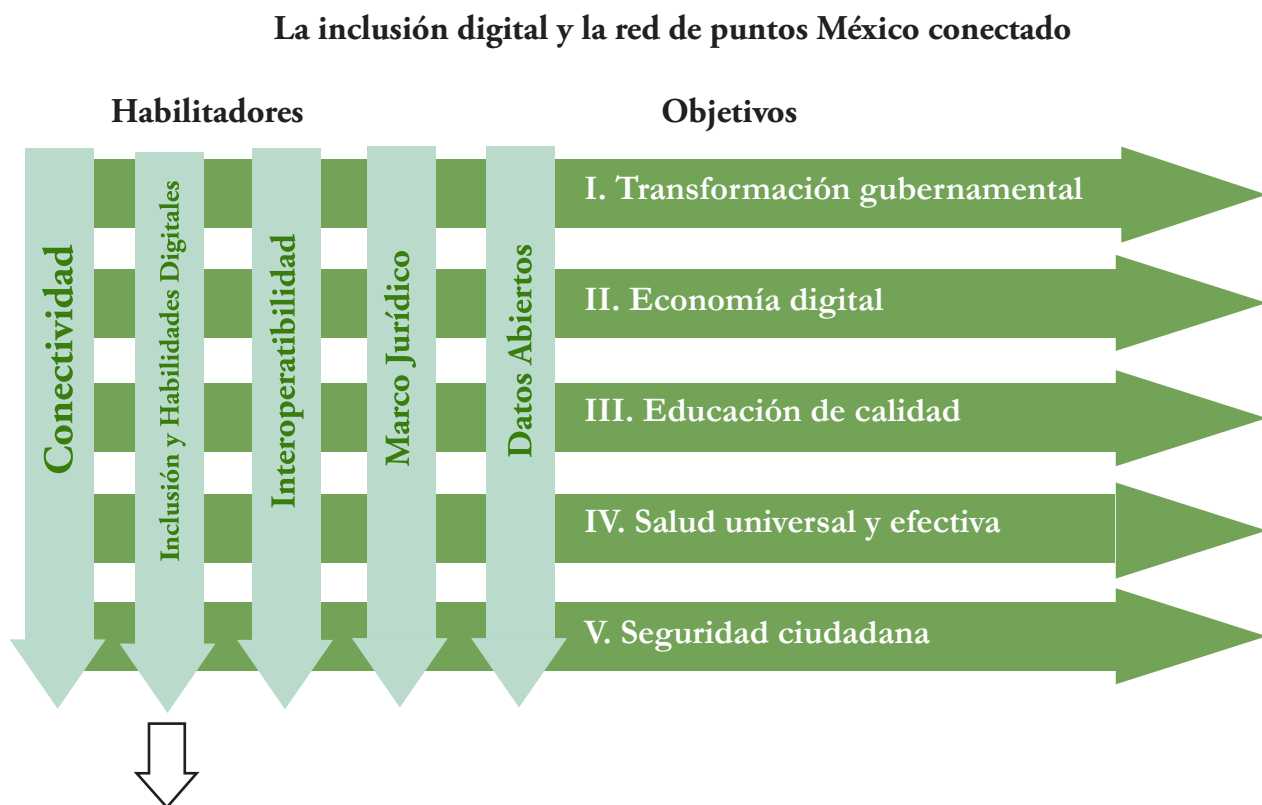 La inclusión digital y la red de puntos México conectado
Habilitadores
Objetivos
Conectividad
Inclusión y Habilidades Digitales
Interoperatibilidad
Marco Jurídico
Datos Abiertos
I. Transformación gubernamental
II. Economía digital
III. Educación de calidad
IV. Salud universal y efectiva
V. Seguridad ciudadana